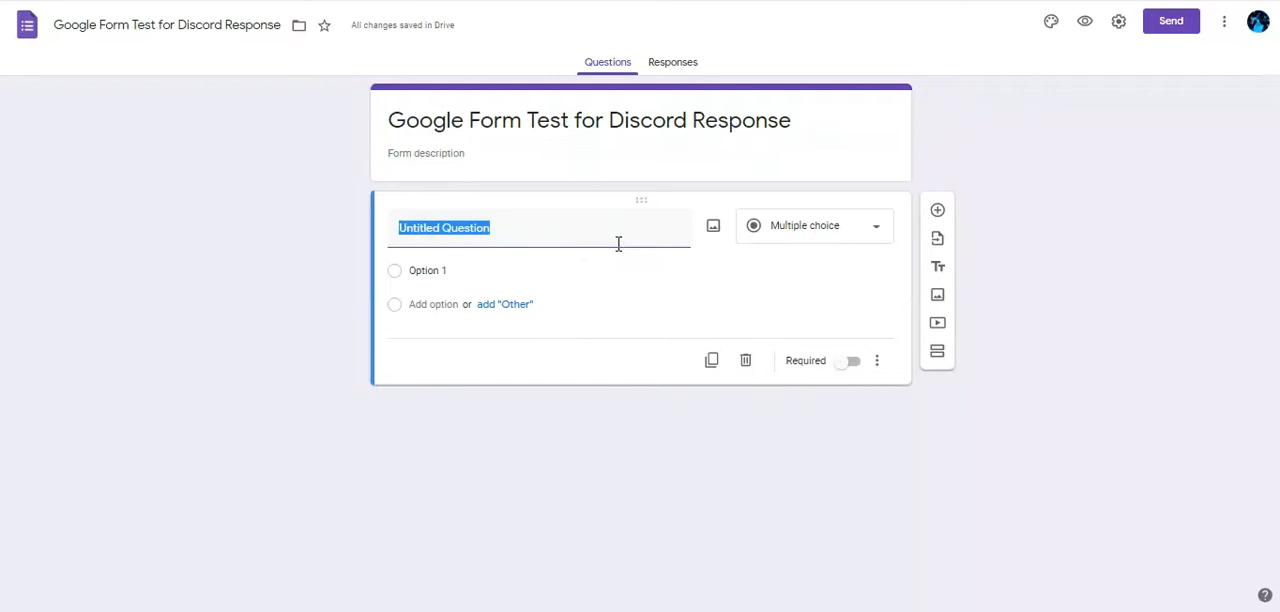 Google Form Test for Discord Response
All changes saved in Drive
Send
Questions
Responses
Google Form Test for Discord Response
Form description
Untitled Question
Multiple choice
Option 1
Add option or add "Other"
Required